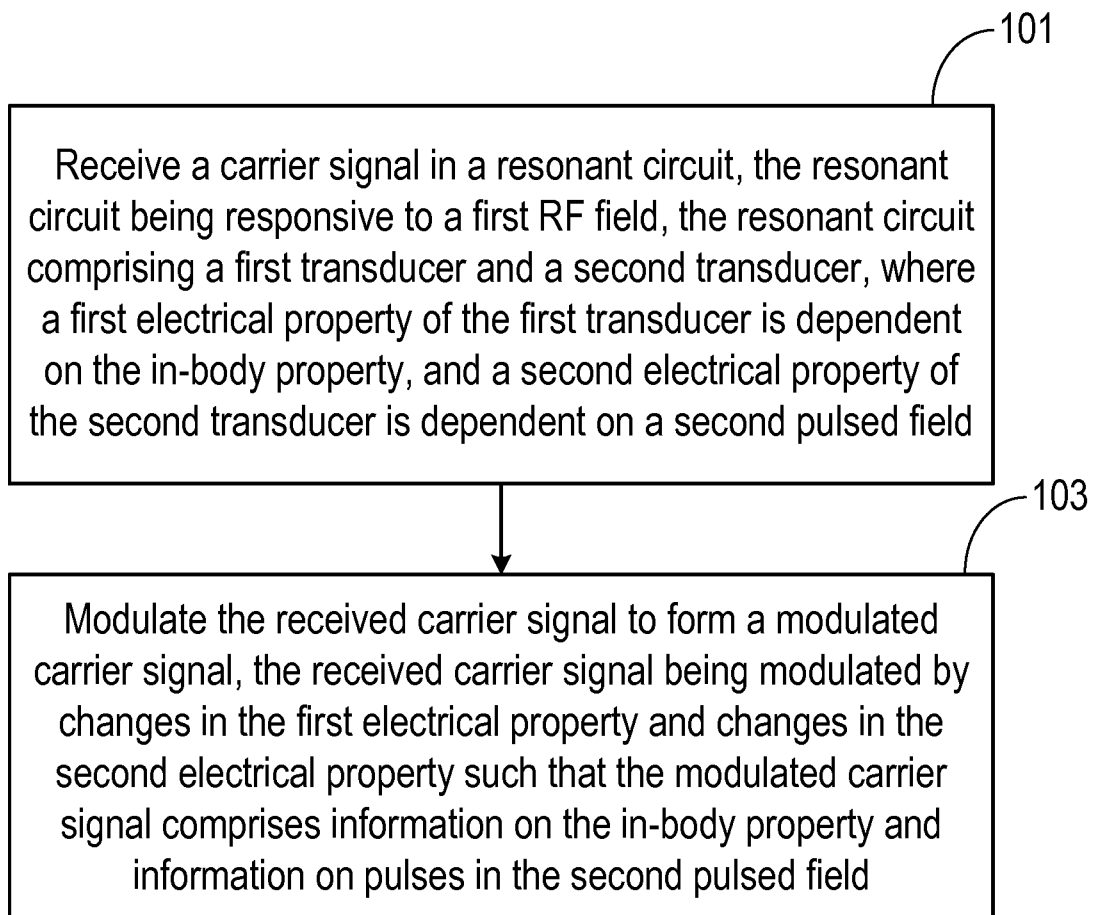 101
Receive a carrier signal in a resonant circuit, the resonant
circuit being responsive to a first RF field, the resonant circuit
comprising a first transducer and a second transducer, where
a first electrical property of the first transducer is dependent
on the in-body property, and a second electrical property of
the second transducer is dependent on a second pulsed field
103
Modulate the received carrier signal to form a modulated
carrier signal, the received carrier signal being modulated by
changes in the first electrical property and changes in the
second electrical property such that the modulated carrier
signal comprises information on the in-body property and
information on pulses in the second pulsed field